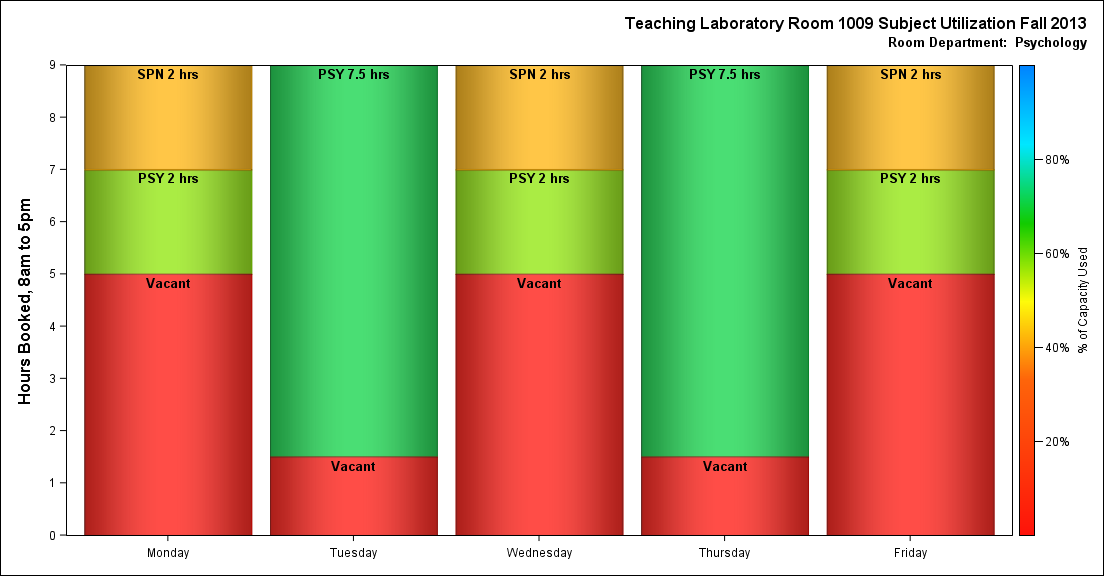 Teaching Laboratory Room 1009 Subject Utilization Fall 2013
Room Department: Psychology
Hours Booked, 8am to 5pm
9
8
7
6
5
4
3
2
1
0
SPN 2 hrs
PSY 2 hrs
Vacant
PSY 7.5 hrs
Vacant
SPN 2 hrs
PSY 2 hrs
Vacant
PSY 7.5 hrs
Vacant
SPN 2 hrs
PSY 2 hrs
Vacant
Monday
Tuesday
Wednesday
Thursday
Friday
80%
60%
40%
20%
% of Capacity Used